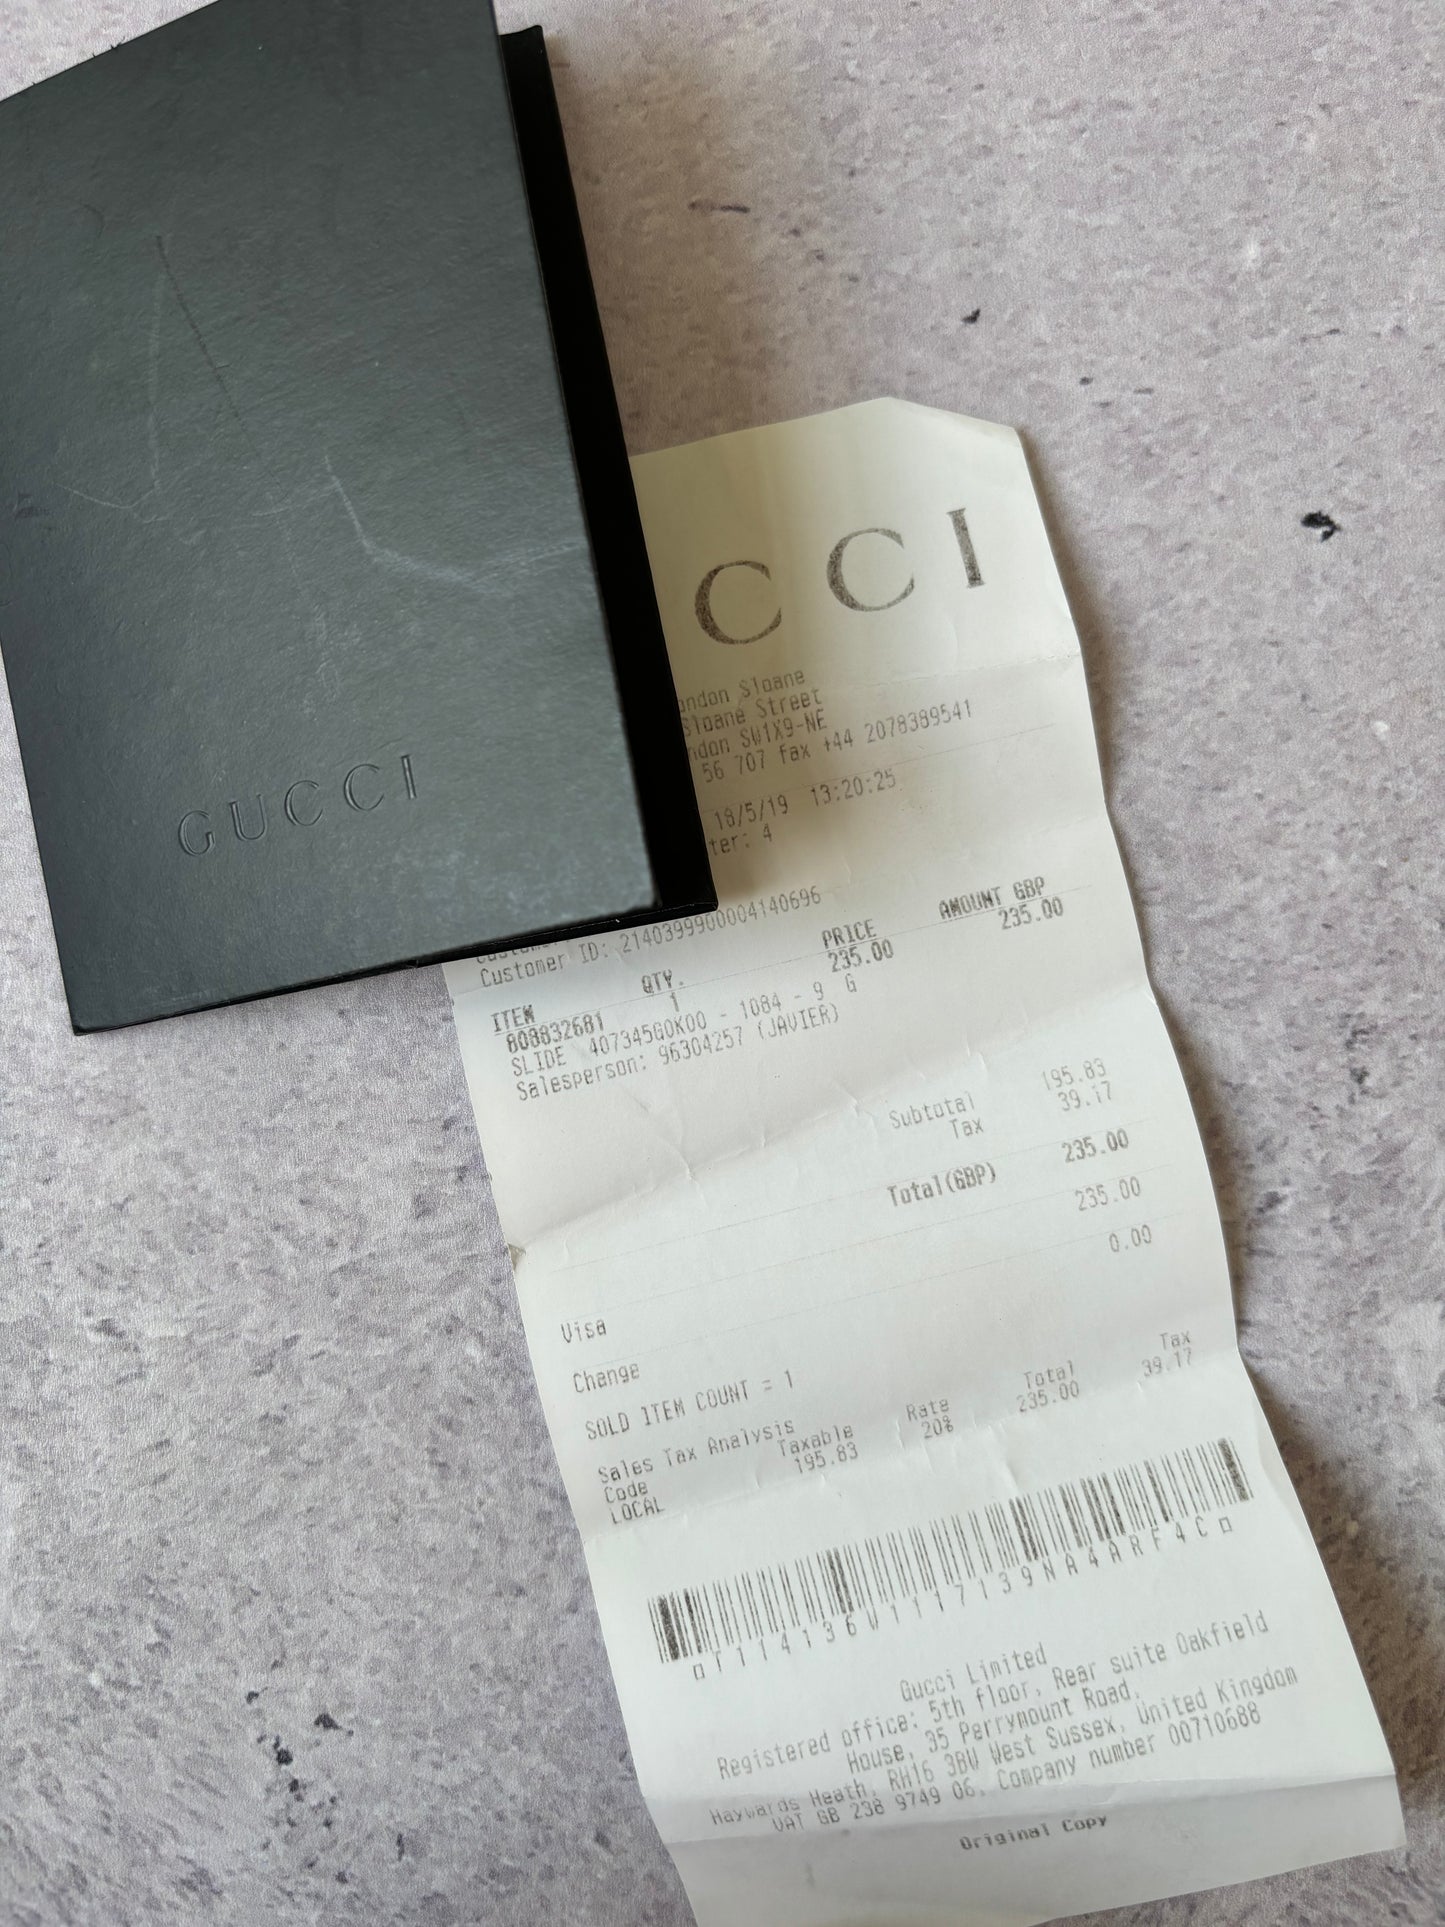 GUCCI
CCI
ondon Sloane
Sloane Street
ndon SW1X9-NE
56 707 fax +44 2078389541
18/5/19 13:20:25
ter: 4
Customer ID: 2140399900004140696
ITEM QTY. PRICE AMOUNT GBP
808832681 1 235.00 235.00
SLIDE 407345GOK00 - 1084 - 9 G
Salesperson: 96304257 (JAVIER)
Subtotal 195.83
Tax 39.17
Total(GBP) 235.00
Visa 235.00
Change 0.00
SOLD ITEM COUNT = 1
Sales Tax Analysis
Code Taxable Rate Total Tax
LOCAL 195.83 20% 235.00 39.17
Gucci Limited
Registered office: 5th floor, Rear suite Oakfield
House, 35 Perrymount Road,
Haywards Heath, RH16 3BW West Sussex, United Kingdom
VAT GB 238 9749 06. Company number 00710688
Original Copy